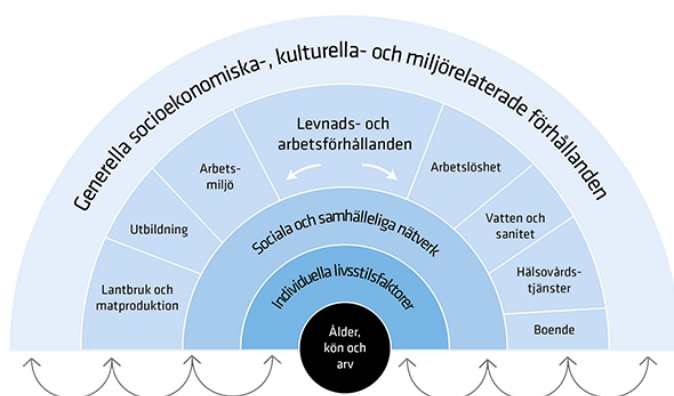 Generella socioekonomiska-, kulturella- och miljörelaterade förhållanden
Levnads- och
arbetsförhållanden
Arbets-
miljö
Arbetslöshet
Utbildning
Vatten och
sanitet
Lantbruk och
matproduktion
Hälsovårds-
tjänster
Boende
Sociala och samhälleliga nätverk
Individuella livsstilsfaktorer
Ålder,
kön och
arv